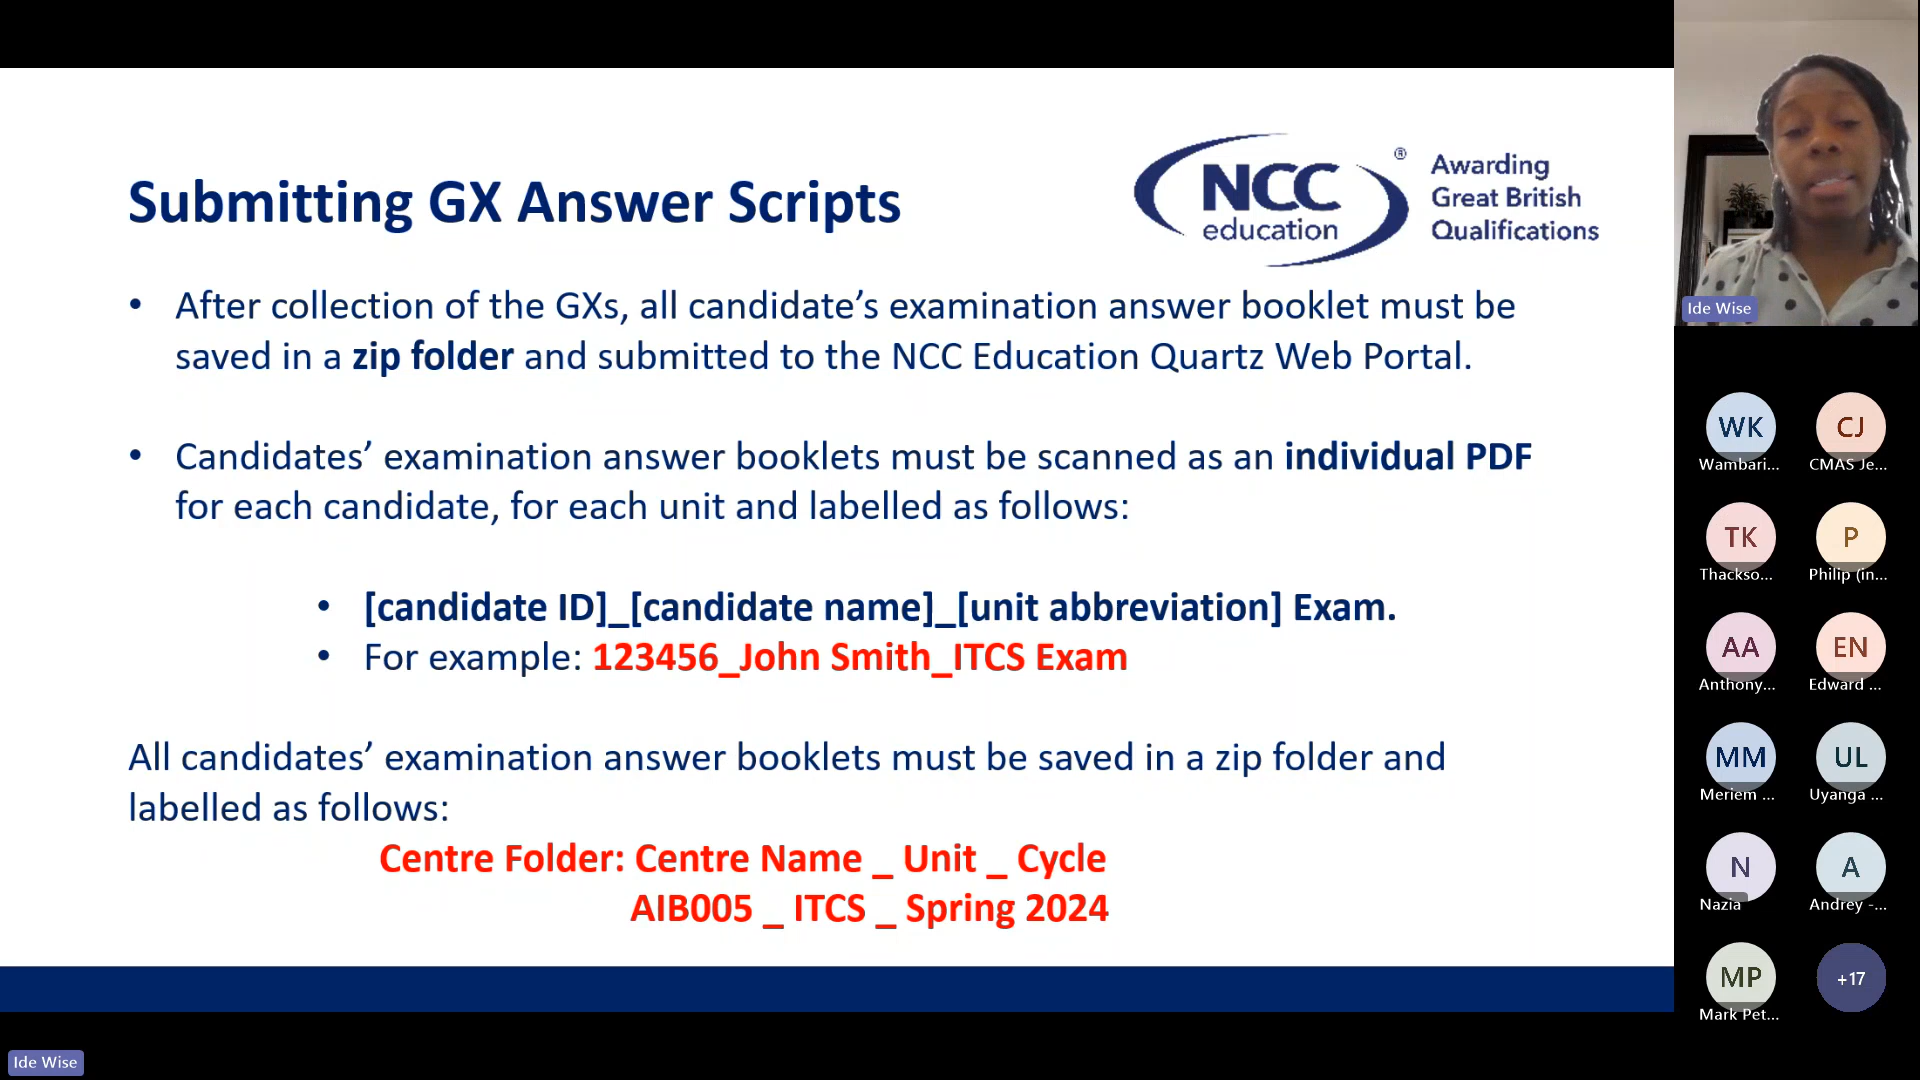 Submitting GX Answer Scripts
NCC
education
®
Awarding
Great British
Qualifications
• After collection of the GXs, all candidate’s examination answer booklet must be
saved in a zip folder and submitted to the NCC Education Quartz Web Portal.
• Candidates’ examination answer booklets must be scanned as an individual PDF
for each candidate, for each unit and labelled as follows:
• [candidate ID]_[candidate name]_[unit abbreviation] Exam.
• For example: 123456_John Smith_ITCS Exam
All candidates’ examination answer booklets must be saved in a zip folder and
labelled as follows:
Centre Folder: Centre Name _ Unit _ Cycle
AIB005 _ ITCS _ Spring 2024
Ide Wise
WK
Wambari...
CJ
CMAS Je...
TK
Thackso...
P
Philip (in...
AA
Anthony...
EN
Edward ...
MM
Meriem ...
UL
Uyanga ...
N
Nazia
A
Andrey -...
MP
Mark Pet...
+17
Ide Wise